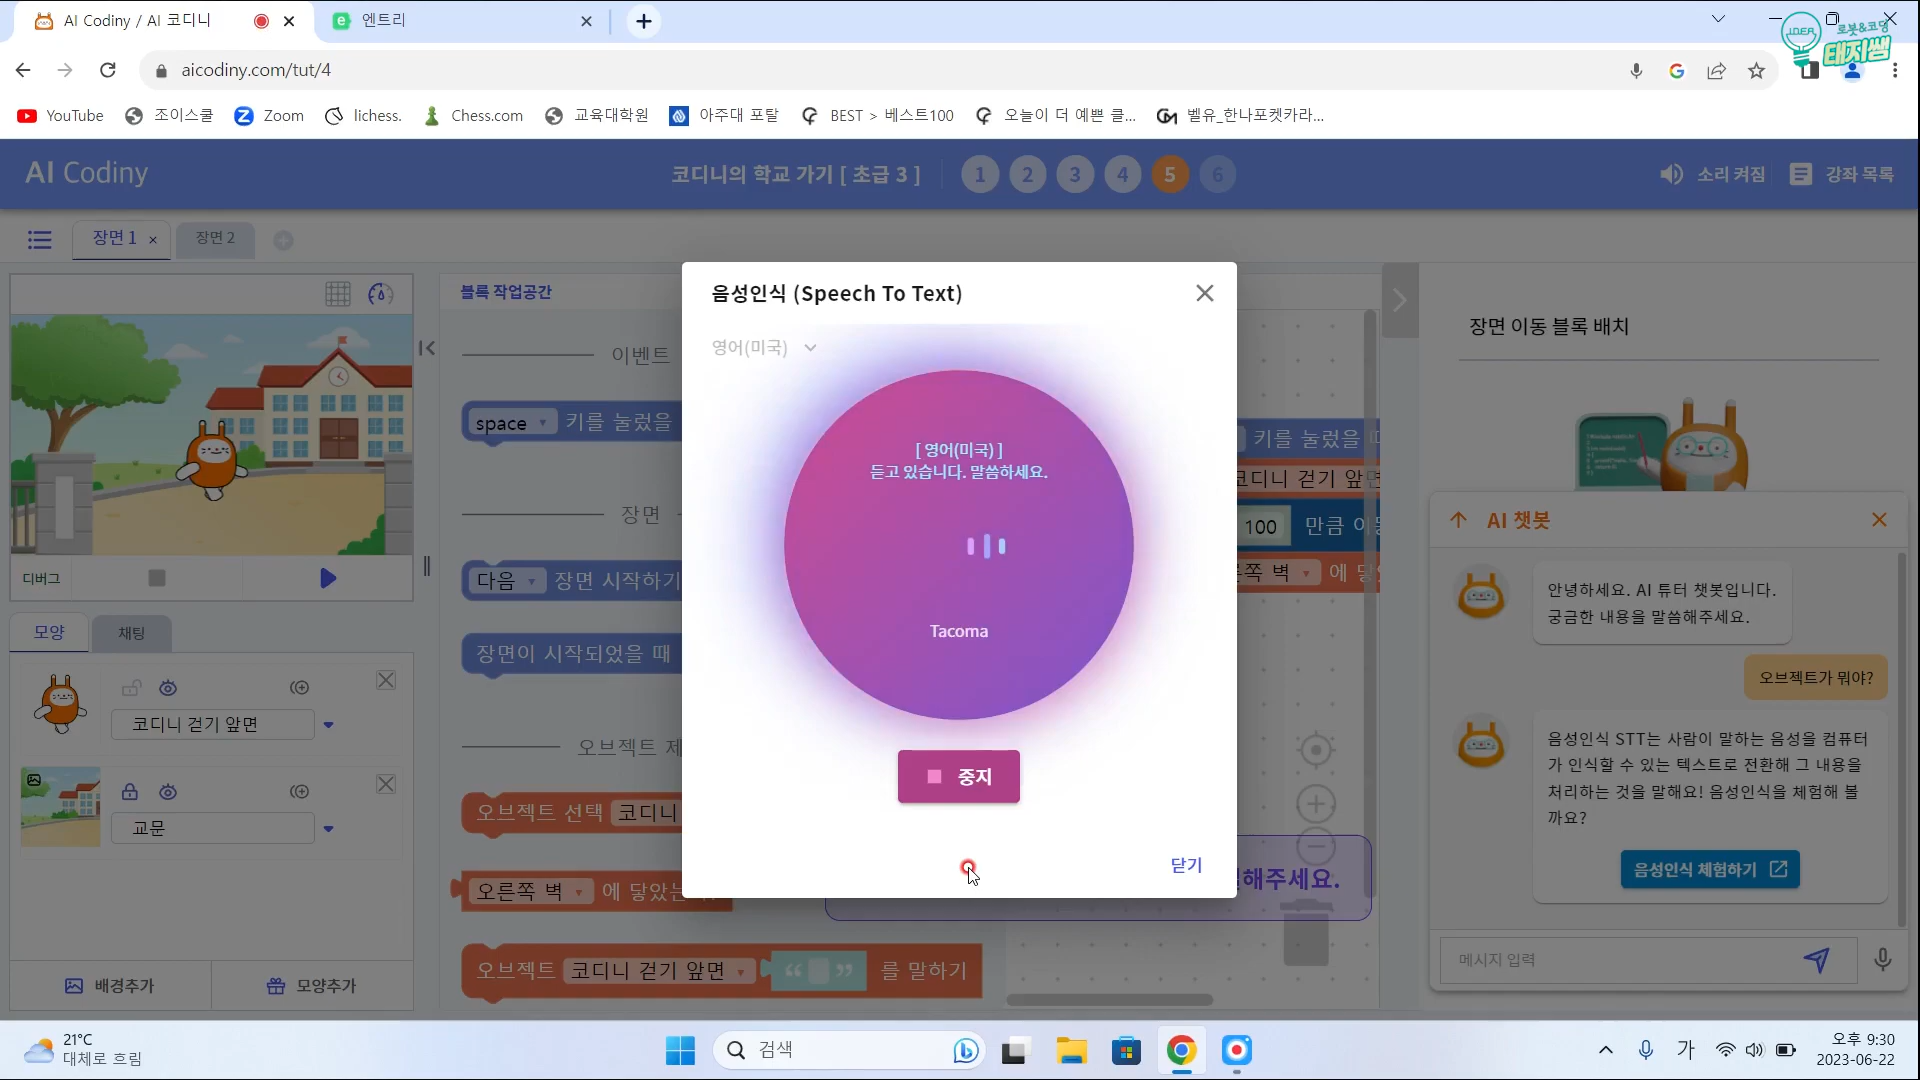 AI Codiny / AI 코디니
엔트리
로봇&코딩
태지쌤
aicodiny.com/tut/4
YouTube
조이스쿨
Zoom
lichess.
Chess.com
교육대학원
아주대 포탈
BEST > 베스트100
오늘이 더 예쁜 클...
벨유_한나포켓카라...
AI Codiny
코디니의 학교 가기 [ 초급 3 ]
1 2 3 4 5 6
소리 켜짐
강좌 목록
장면 1
장면 2
블록 작업공간
이벤트
space 키를 눌렀을
장면
다음 장면 시작하기
장면이 시작되었을 때
오브젝트 제
오브젝트 선택 코디니
오른쪽 벽 에 닿았는
오브젝트 코디니 걷기 앞면 “ ” 를 말하기
디버그
모양
채팅
코디니 걷기 앞면
교문
배경추가
모양추가
음성인식 (Speech To Text)
영어(미국)
[ 영어(미국) ]
듣고 있습니다. 말씀하세요.
Tacoma
중지
닫기
키를 눌렀을
코디니 걷기 앞면
100 만큼 이동
쪽 벽 에 닿았
해주세요.
장면 이동 블록 배치
AI 챗봇
안녕하세요. AI 튜터 챗봇입니다.
궁금한 내용을 말씀해주세요.
오브젝트가 뭐야?
음성인식 STT는 사람이 말하는 음성을 컴퓨터
가 인식할 수 있는 텍스트로 전환해 그 내용을
처리하는 것을 말해요! 음성인식을 체험해 볼
까요?
음성인식 체험하기
메시지 입력
21°C
대체로 흐림
검색
가
오후 9:30
2023-06-22